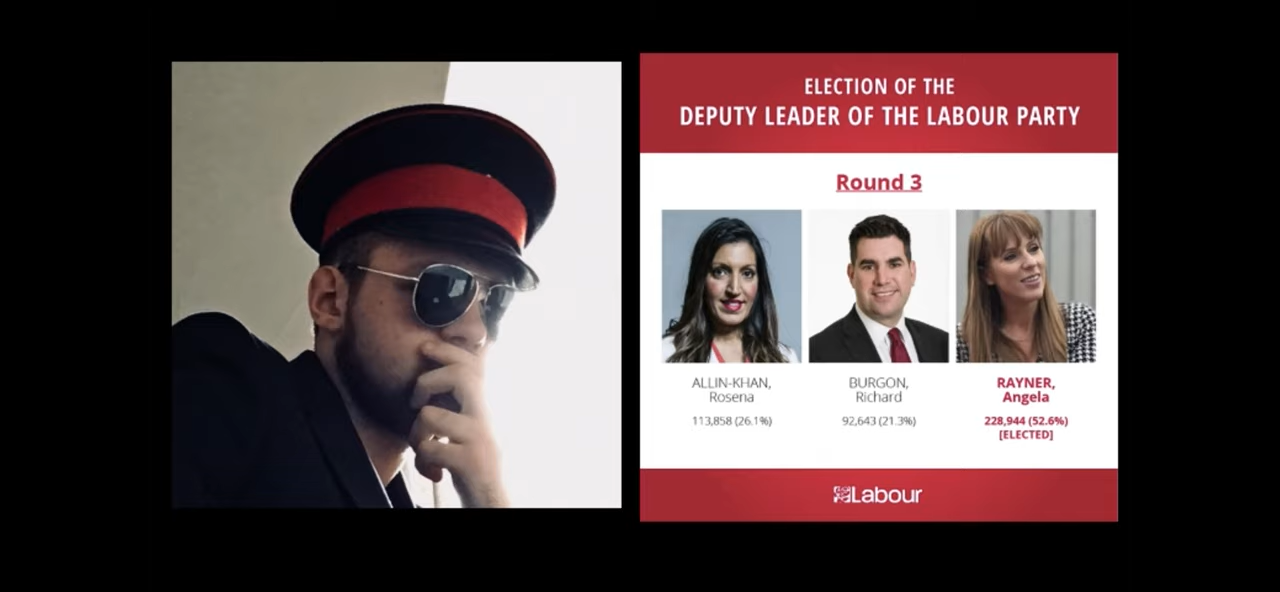 ELECTION OF THE
DEPUTY LEADER OF THE LABOUR PARTY
Round 3
ALLIN-KHAN,
Rosena
113,858 (26.1%)
BURGON,
Richard
92,643 (21.3%)
RAYNER,
Angela
228,944 (52.6%)
[ELECTED]
Labour